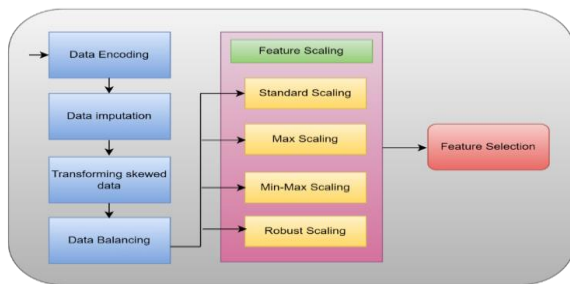 Data Encoding
Data imputation
Transforming skewed
data
Data Balancing
Feature Scaling
Standard Scaling
Max Scaling
Min-Max Scaling
Robust Scaling
Feature Selection